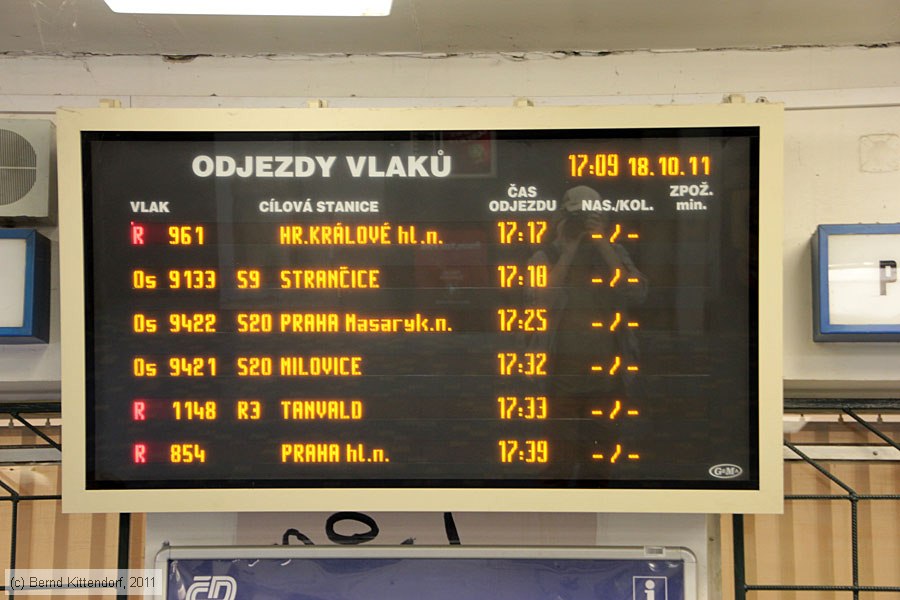 ODJEZDY VLAKŮ 17:09 18.10.11
VLAK CÍLOVÁ STANICE ČAS ODJEZDU NAS./KOL. ZPOŽ. min.
R 961 HR.KRÁLOVÉ hl.n. 17:17 -/-
Os 9133 S9 STRANČICE 17:18 -/-
Os 9422 S20 PRAHA Masaryk.n. 17:25 -/-
Os 9421 S20 MILOVICE 17:32 -/-
R 1148 R3 TANVALD 17:33 -/-
R 854 PRAHA hl.n. 17:39 -/-
GEMA
P
ČD i
(c) Bernd Kittendorf, 2011